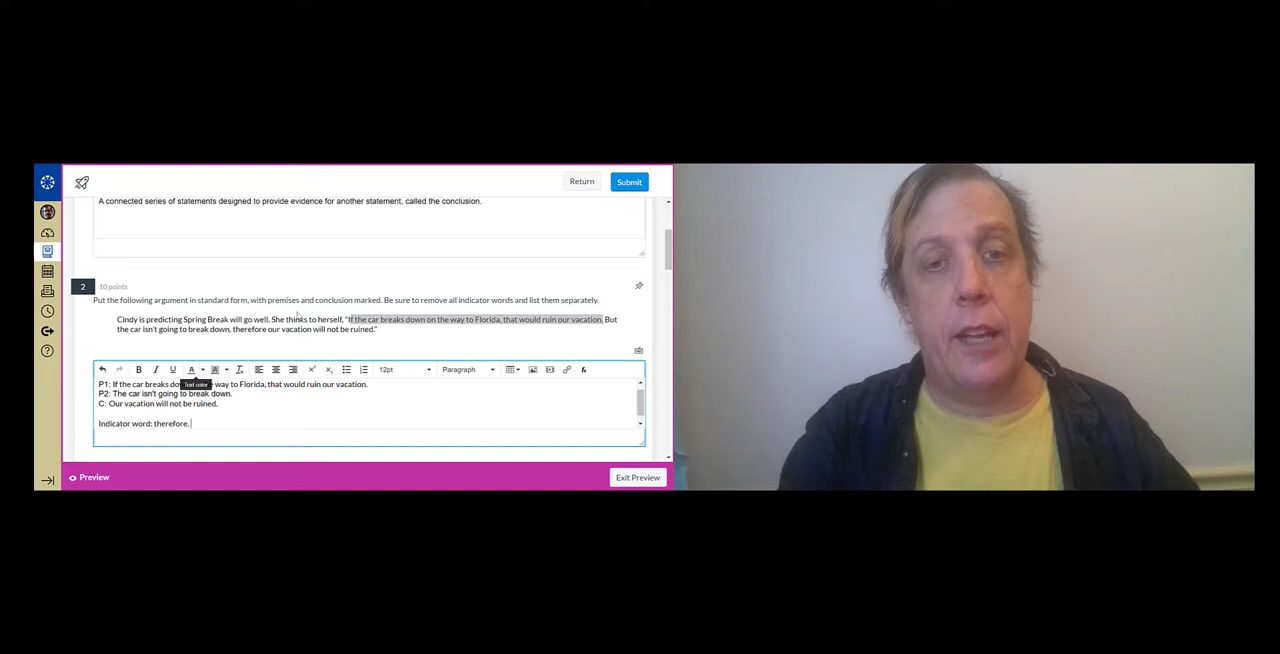 Return
Submit
A connected series of statements designed to provide evidence for another statement, called the conclusion.
2
10 points
Put the following argument in standard form, with premises and conclusion marked. Be sure to remove all indicator words and list them separately.
Cindy is predicting Spring Break will go well. She thinks to herself, "If the car breaks down on the way to Florida, that would ruin our vacation. But
the car isn't going to break down, therefore our vacation will not be ruined."
B I U A A T x² x₂ 12pt Paragraph
P1: If the car breaks do
Text color
way to Florida, that would ruin our vacation.
P2: The car isn't going to break down.
C: Our vacation will not be ruined.
Indicator word: therefore.
Preview
Exit Preview